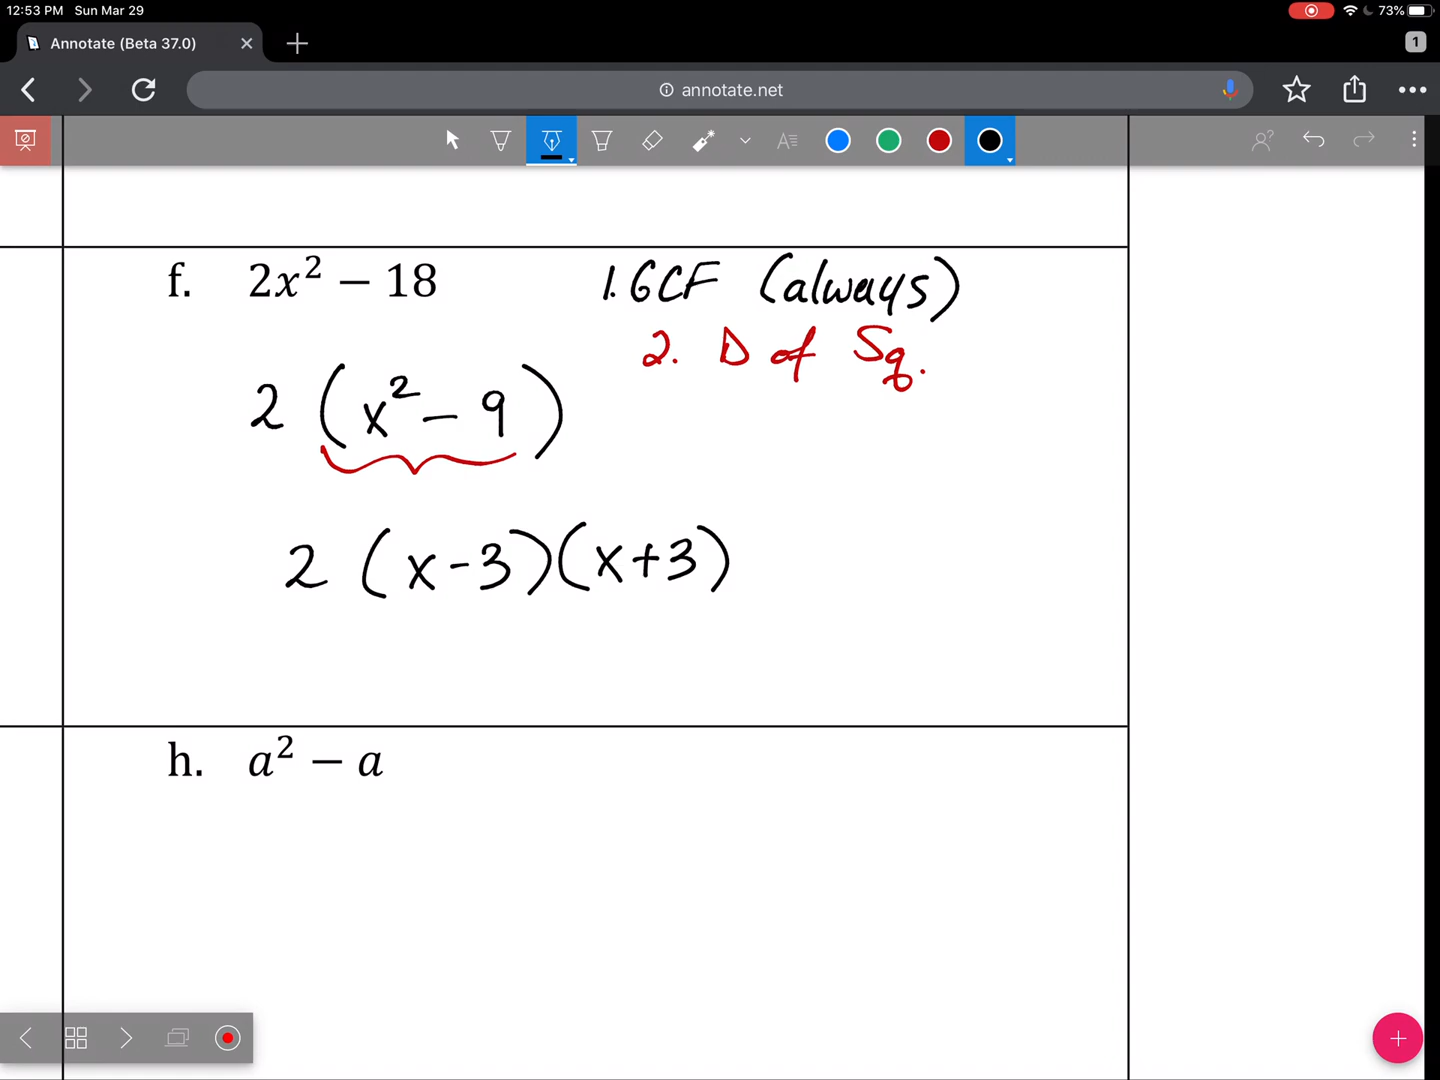 12:53 PM Sun Mar 29 73%
Annotate (Beta 37.0) 1
annotate.net
f. 2x² − 18 1. GCF (always)
2. D of Sq.
2 (x² − 9)
2 (x-3)(x+3)
h. a² − a